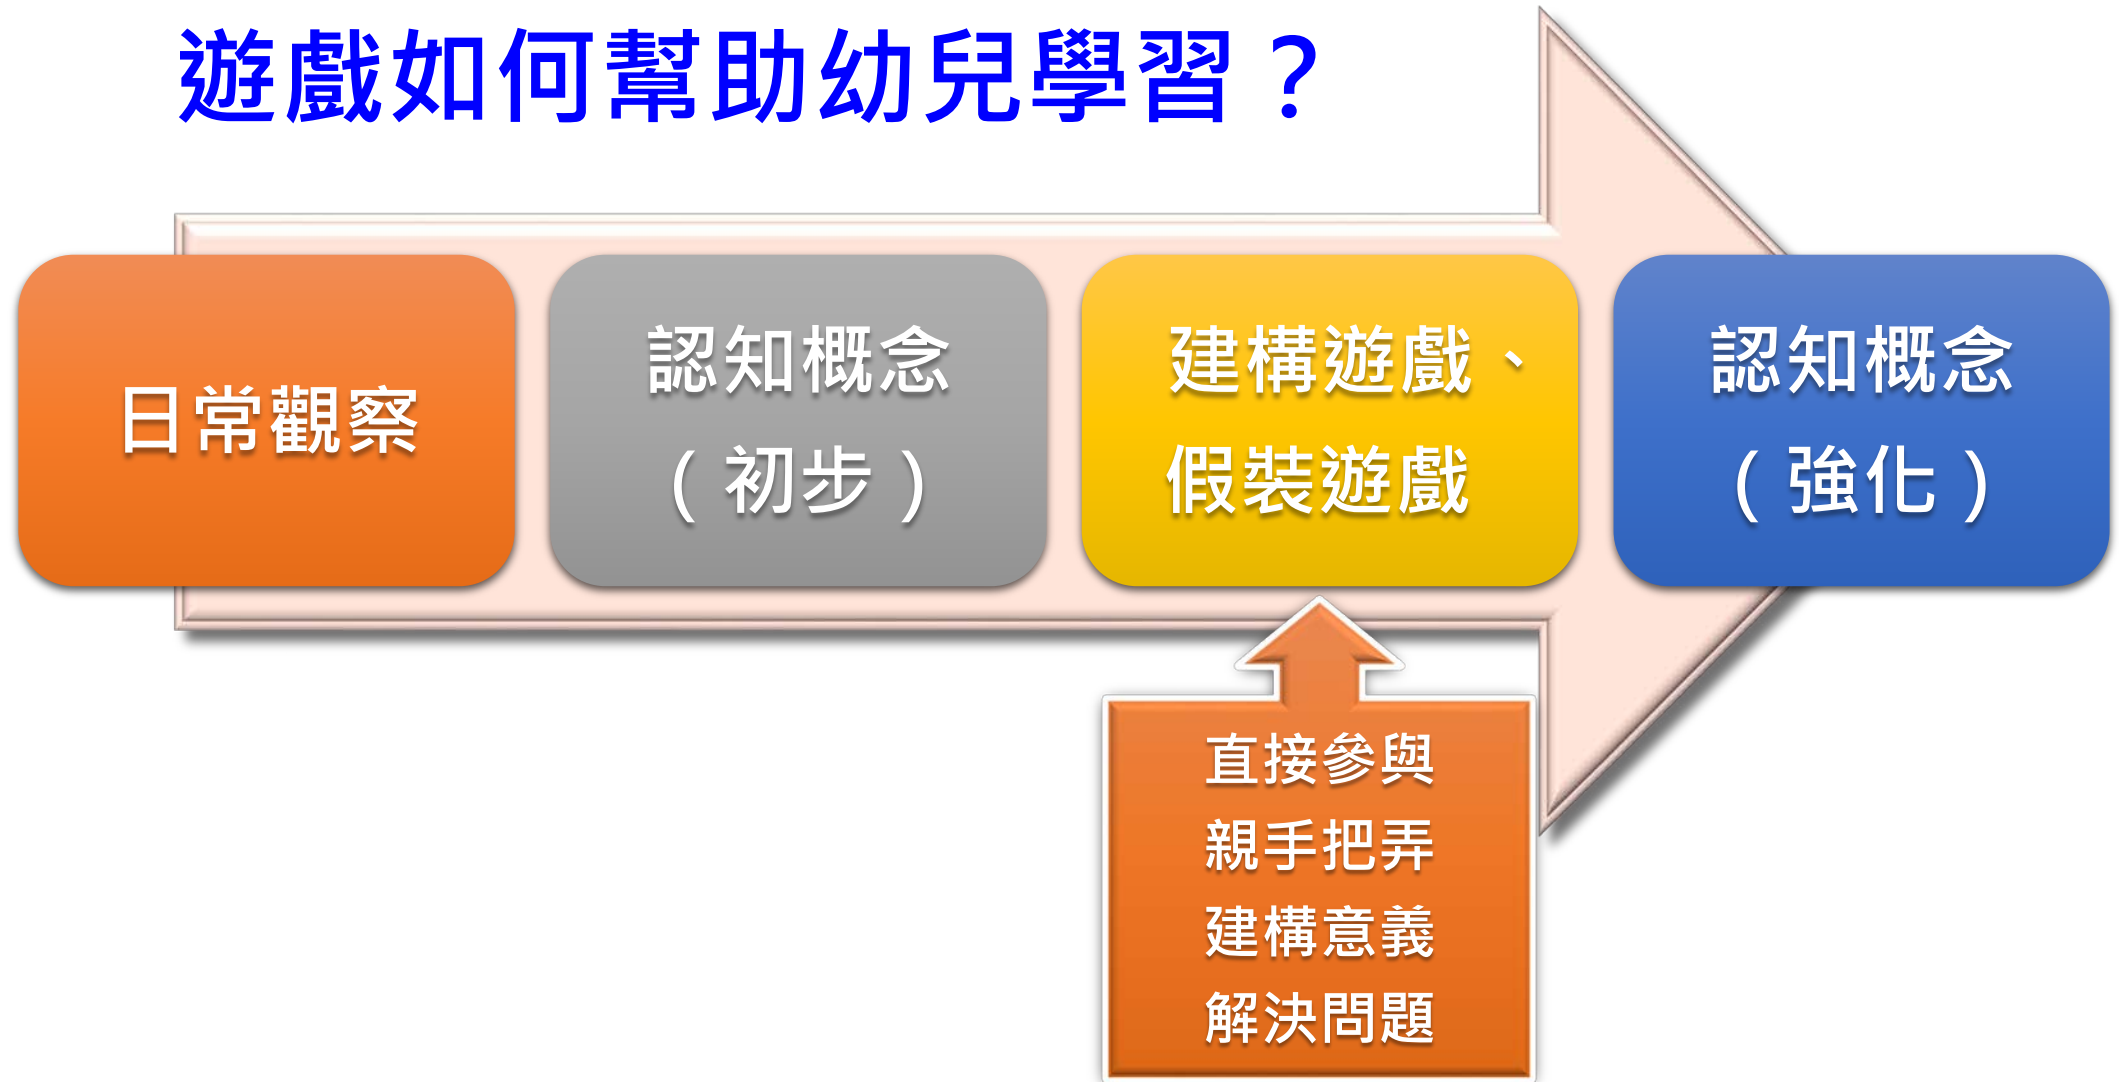 遊戲如何幫助幼兒學習？
日常觀察
認知概念
（初步）
建構遊戲、
假裝遊戲
認知概念
（強化）
直接參與
親手把弄
建構意義
解決問題